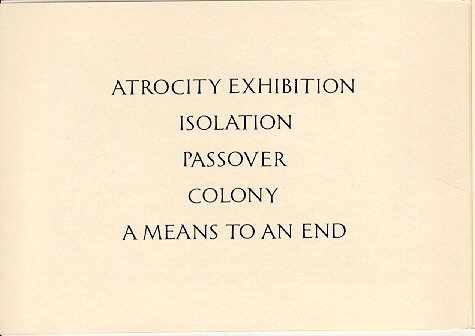 ATROCITY EXHIBITION
ISOLATION
PASSOVER
COLONY
A MEANS TO AN END